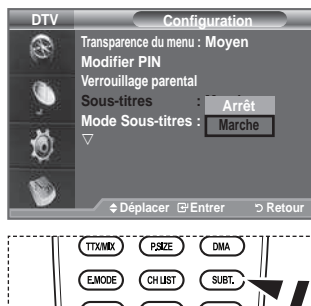 DTV Configuration
Transparence du menu : Moyen
Modifier PIN
Verrouillage parental
Sous-titres :
Arrêt
Mode Sous-titres :
Marche
Déplacer Entrer Retour
TTX/MIX P.SIZE DMA
E.MODE CH LIST SUBT.